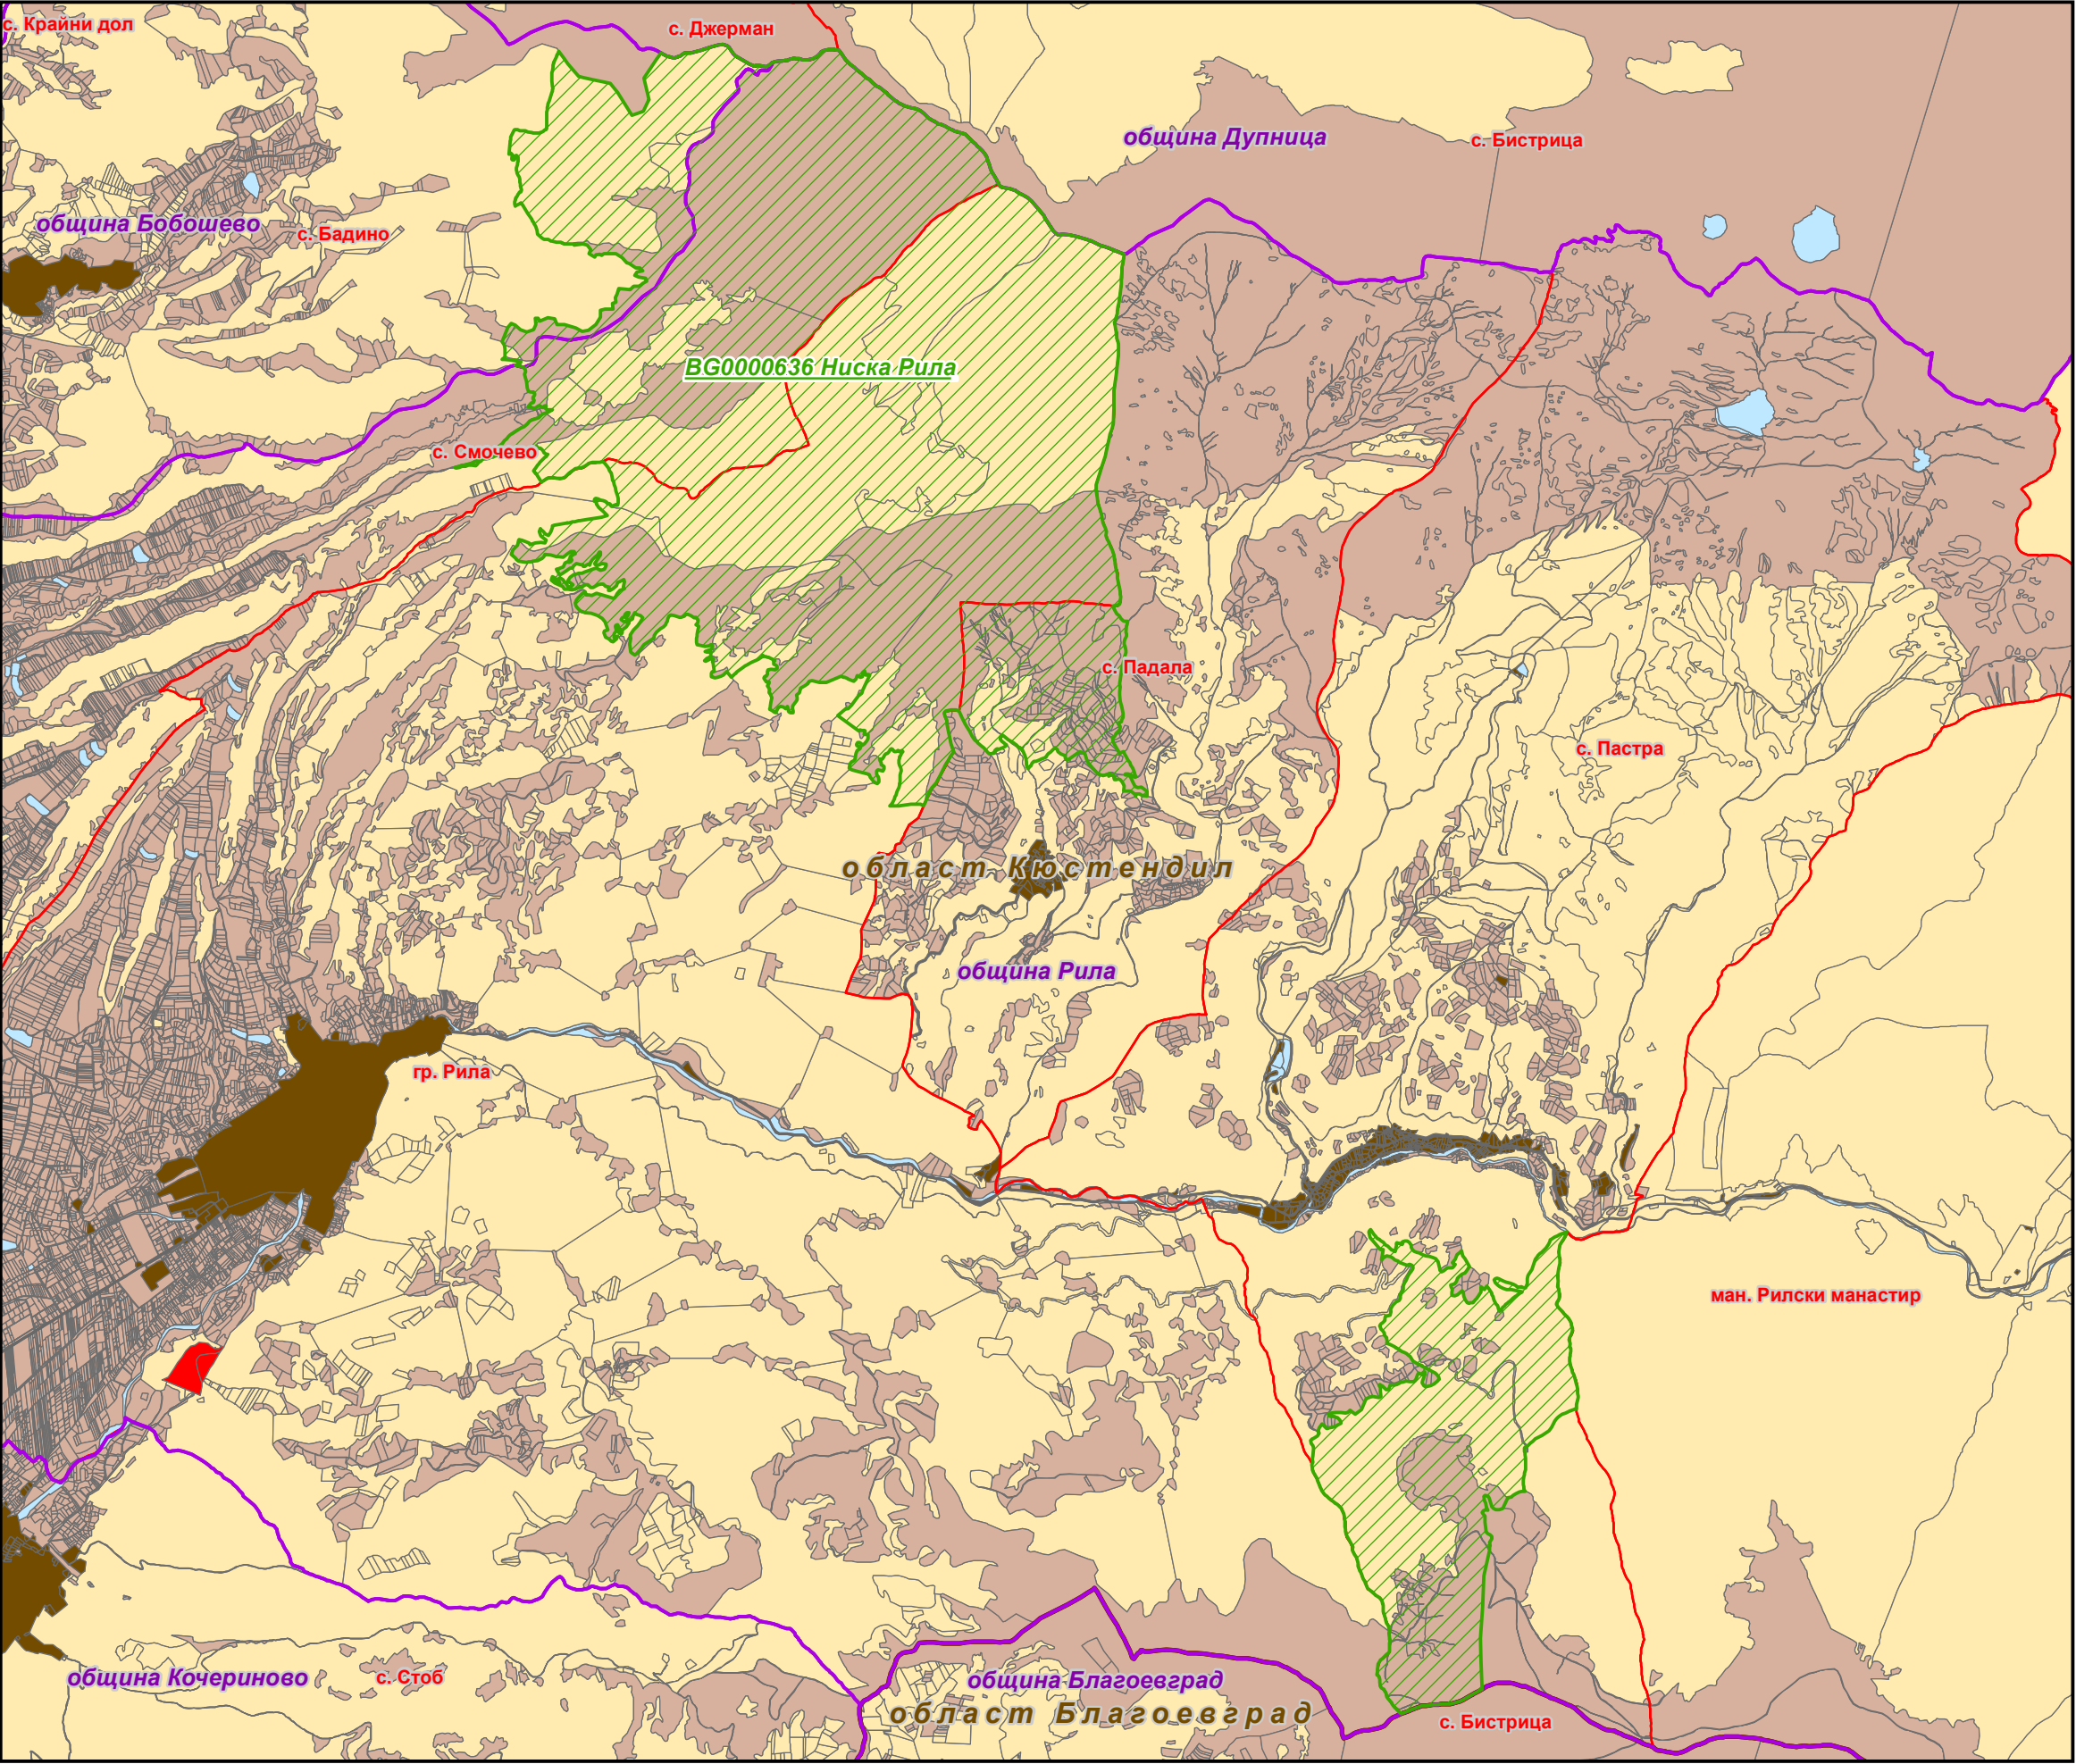 с. Крайни дол
с. Джерман
община Дупница
с. Бистрица
община Бобошево
с. Бадино
BG0000636 Ниска Рила
с. Смочево
с. Падала
с. Пастра
област Кюстендил
община Рила
гр. Рила
ман. Рилски манастир
община Кочериново
с. Стоб
община Благоевград
област Благоевград
с. Бистрица